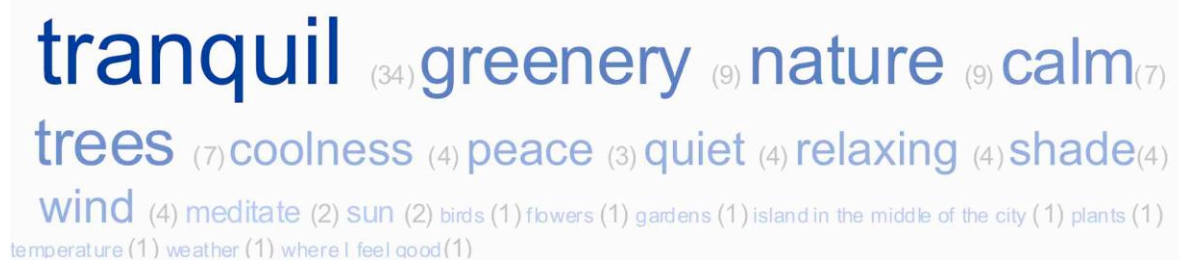 tranquil (34) greenery (9) nature (9) calm(7)
trees (7) coolness (4) peace (3) quiet (4) relaxing (4) shade(4)
wind (4) meditate (2) sun (2) birds (1) flowers (1) gardens (1) island in the middle of the city (1) plants (1)
temperature (1) weather (1) where I feel good(1)